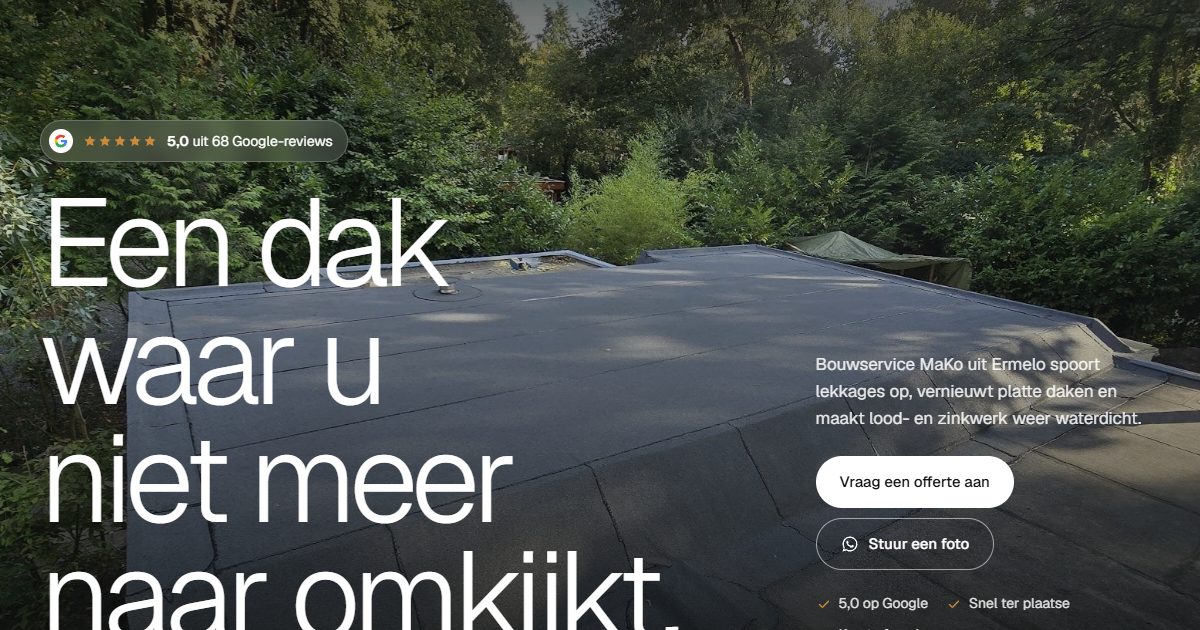 5,0 uit 68 Google-reviews
Een dak
waar u
niet meer
naar omkijkt.
Bouwservice MaKo uit Ermelo spoort
lekkages op, vernieuwt platte daken en
maakt lood- en zinkwerk weer waterdicht.
Vraag een offerte aan
Stuur een foto
5,0 op Google
Snel ter plaatse